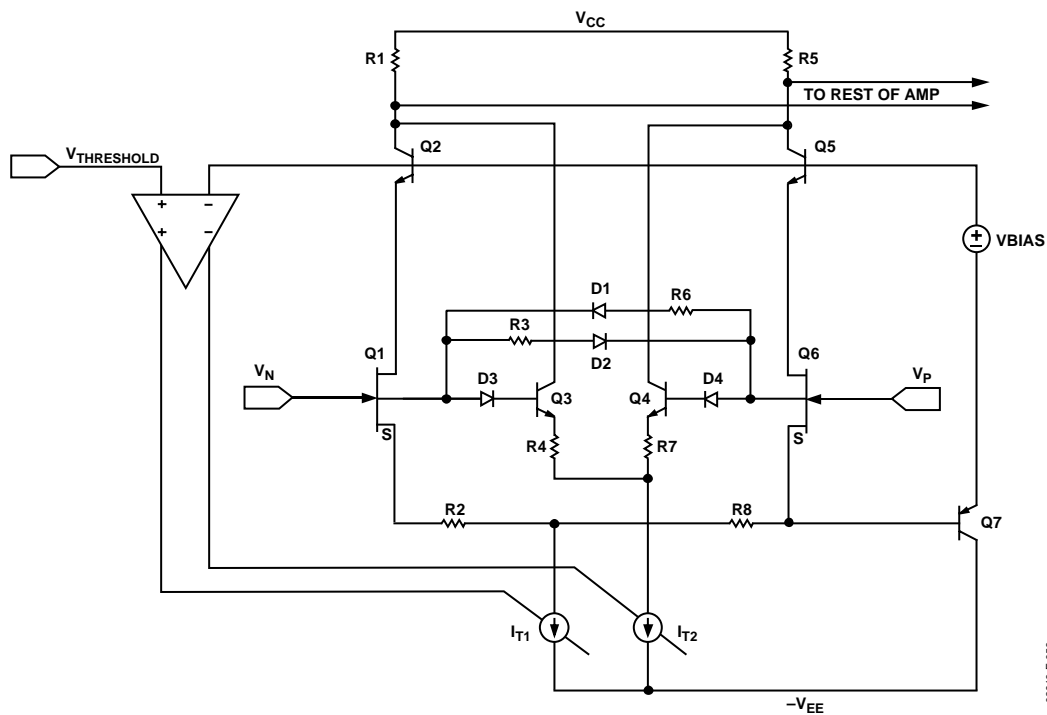 VCC
R1
R5
TO REST OF AMP
VTHRESHOLD
Q2
Q5
+ −
+ −
+
−
VBIAS
D1
R6
R3
D2
Q1
Q6
VN
D3
Q3
Q4
D4
VP
S
R4
R7
S
R2
R8
Q7
IT1
IT2
−VEE